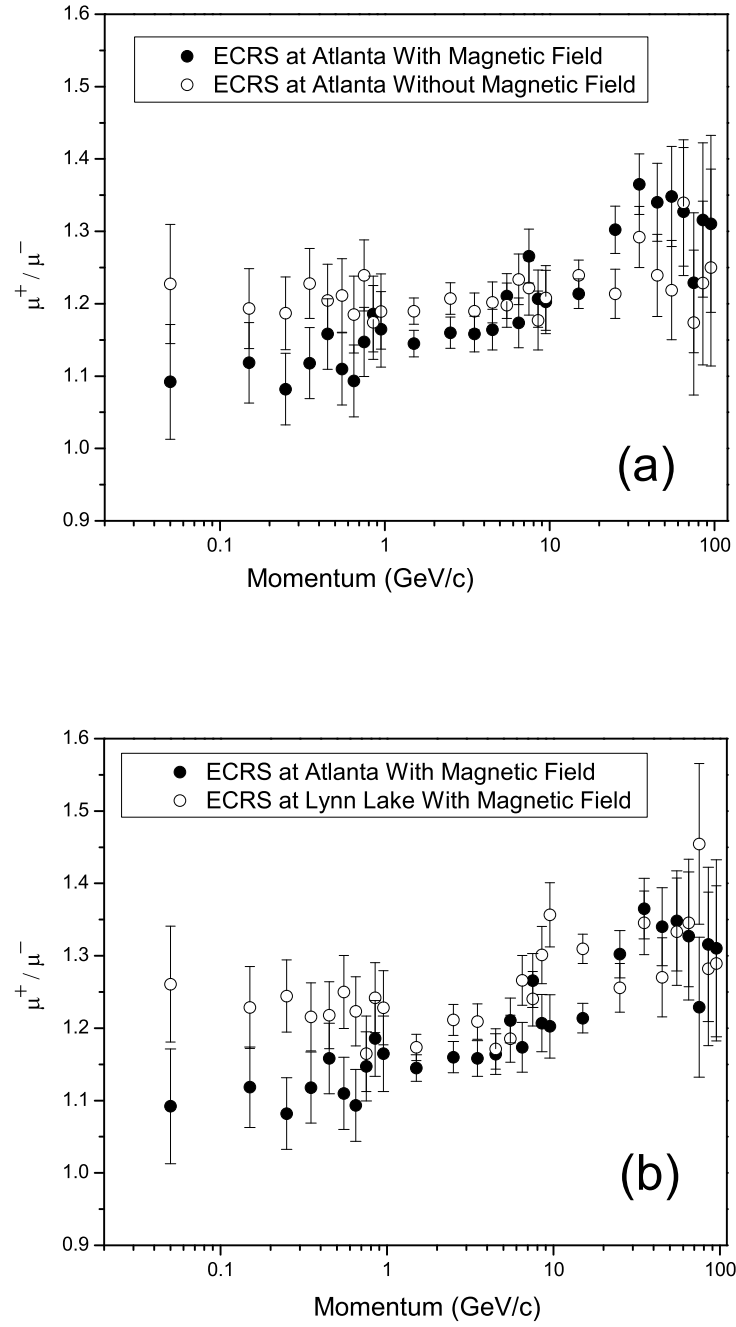 1.6
1.5
1.4
1.3
1.2
1.1
1.0
0.9
μ⁺ / μ⁻
ECRS at Atlanta With Magnetic Field
ECRS at Atlanta Without Magnetic Field
(a)
0.1 1 10 100
Momentum (GeV/c)
1.6
1.5
1.4
1.3
1.2
1.1
1.0
0.9
μ⁺ / μ⁻
ECRS at Atlanta With Magnetic Field
ECRS at Lynn Lake With Magnetic Field
(b)
0.1 1 10 100
Momentum (GeV/c)